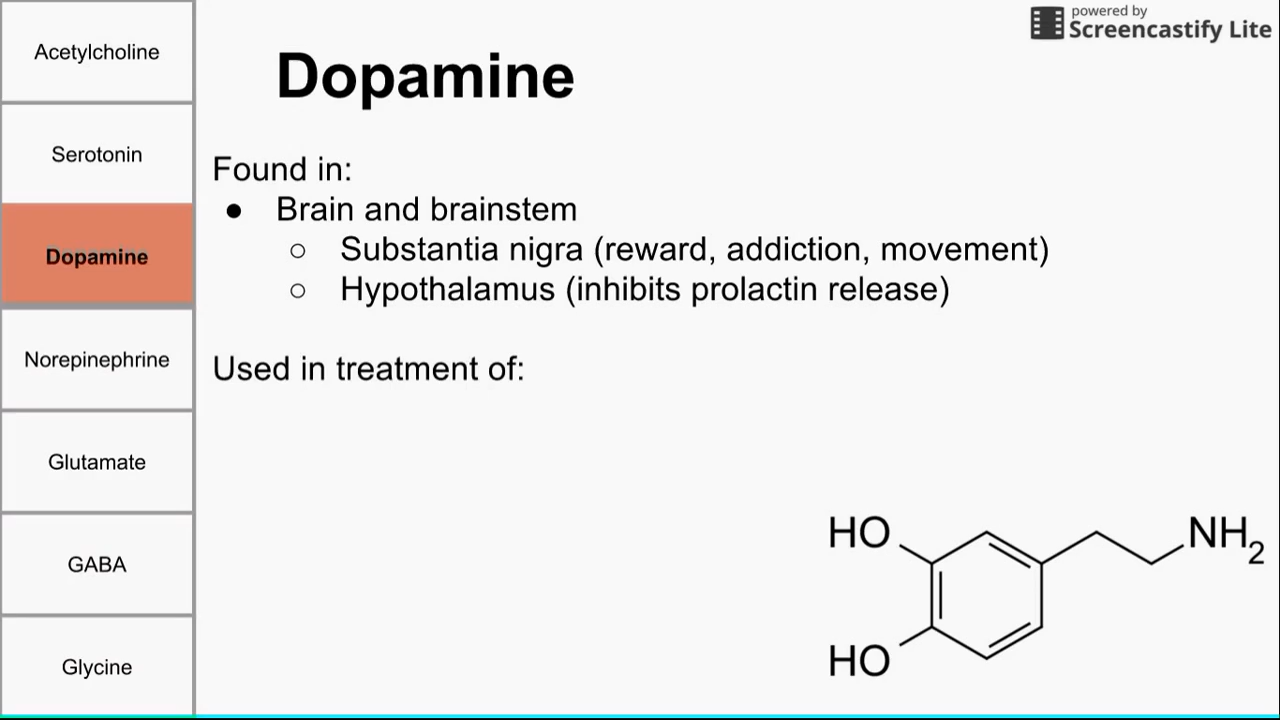 powered by
Screencastify Lite
Acetylcholine
Serotonin
Dopamine
Norepinephrine
Glutamate
GABA
Glycine
Dopamine
Found in:
● Brain and brainstem
○ Substantia nigra (reward, addiction, movement)
○ Hypothalamus (inhibits prolactin release)
Used in treatment of:
HO
NH₂
HO